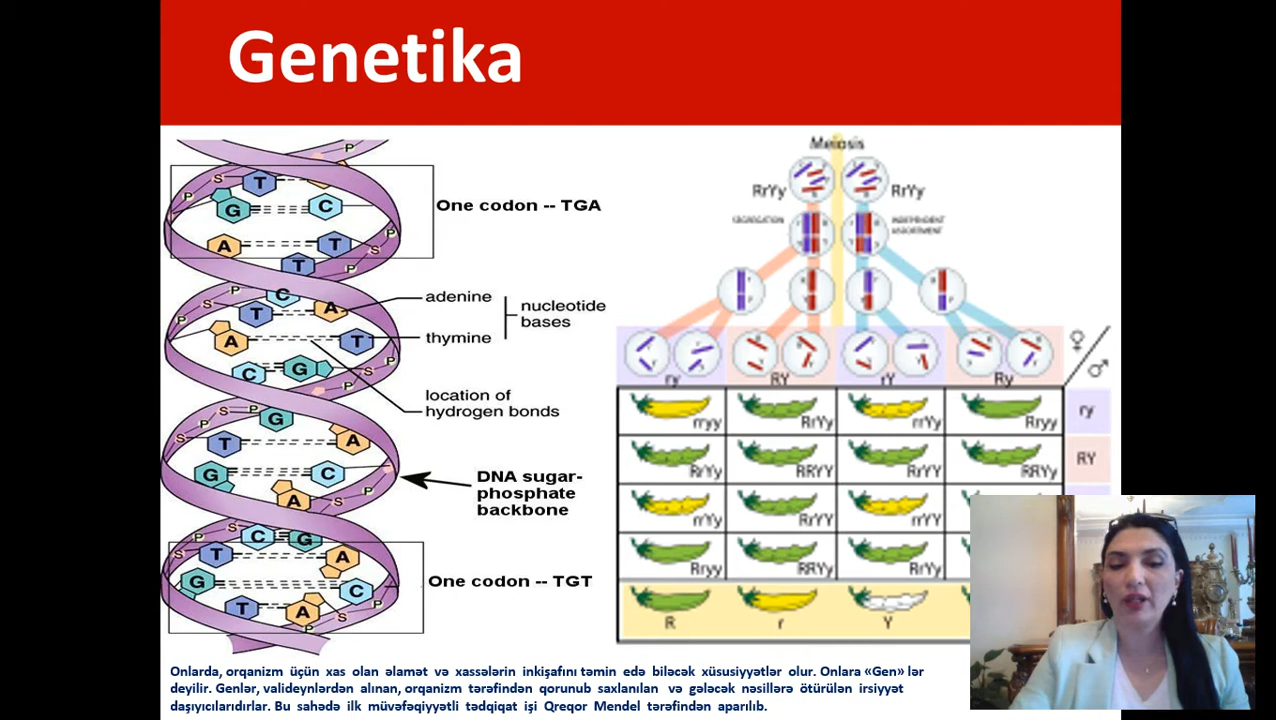 Genetika
One codon -- TGA
adenine
thymine
nucleotide
bases
location of
hydrogen bonds
DNA sugar-
phosphate
backbone
One codon -- TGT
P
S
T
P
G
C
A
T
P
S
T
P
P
C
S
T
A
P
A
T
P
C
G
S
P
S
P
G
S
T
A
G
C
P
A
S
S
C
G
S
T
A
G
C
P
T
A
S
P
Meiosis
RrYy
RrYy
SEGREGATION
INDEPENDENT
ASSORTMENT
ry RY rY Ry
♀
♂
rryy RrYy rrYy Rryy ry
RrYy RRYY RrYY RRYy RY
rrYy RrYY rrYY
Rryy RRYy RrYy
R r Y
Onlarda, orqanizm üçün xas olan əlamət və xassələrin inkişafını təmin edə biləcək xüsusiyyətlər olur. Onlara «Gen» lər
deyilir. Genlər, valideynlərdən alınan, orqanizm tərəfindən qorunub saxlanılan və gələcək nəsillərə ötürülən irsiyyət
daşıyıcılarıdırlar. Bu sahədə ilk müvəfəqiyyətli tədqiqat işi Qreqor Mendel tərəfindən aparılıb.